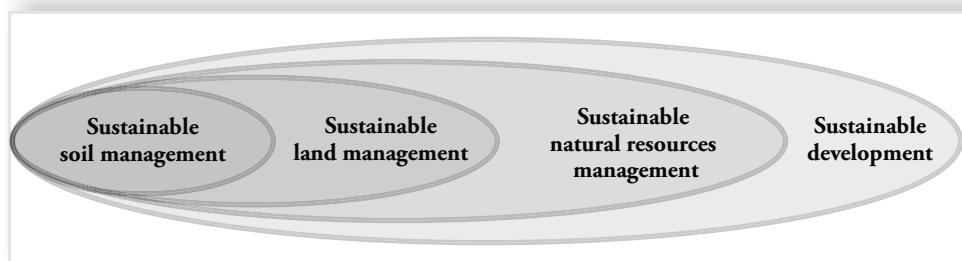 Sustainable
soil management
Sustainable
land management
Sustainable
natural resources
management
Sustainable
development